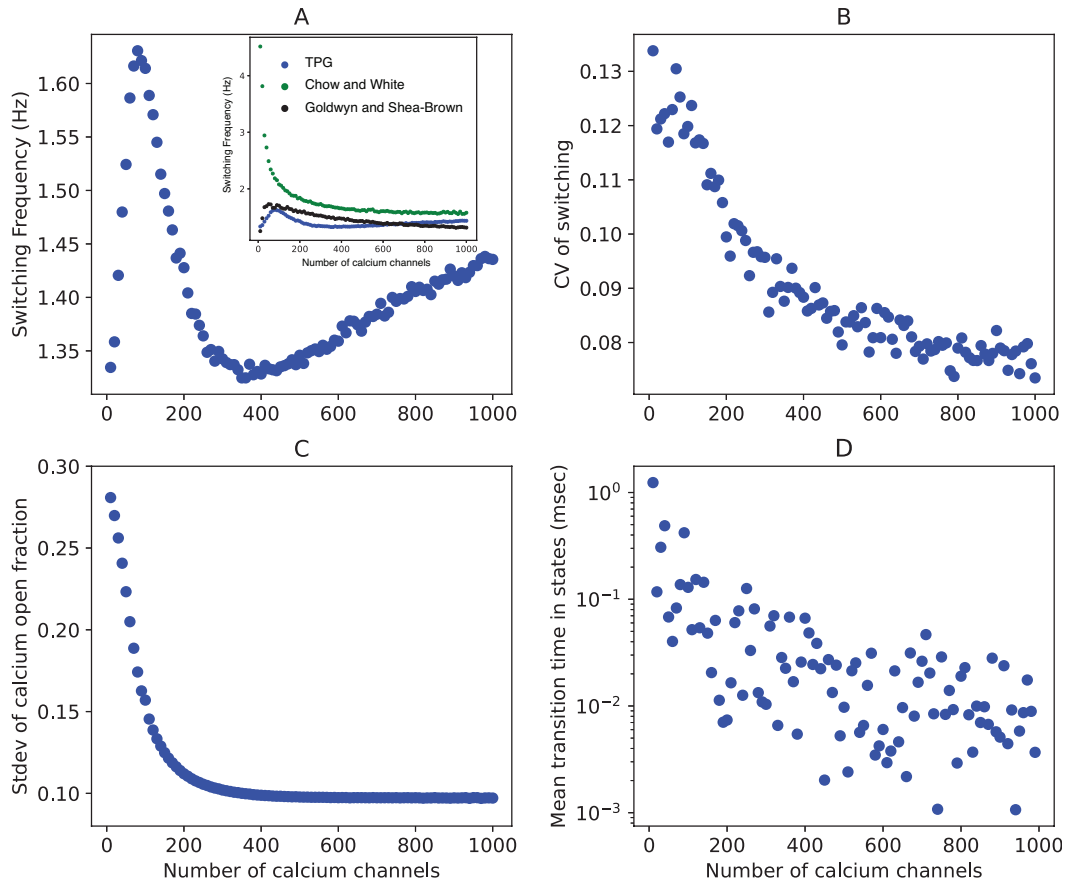 A
Switching Frequency (Hz)
1.60
1.55
1.50
1.45
1.40
1.35
0 200 400 600 800 1000
Switching Frequency (Hz)
4
3
2
TPG
Chow and White
Goldwyn and Shea-Brown
0 200 400 600 800 1000
Number of calcium channels
B
CV of switching
0.13
0.12
0.11
0.10
0.09
0.08
0 200 400 600 800 1000
C
Stdev of calcium open fraction
0.30
0.25
0.20
0.15
0.10
0 200 400 600 800 1000
Number of calcium channels
D
Mean transition time in states (msec)
10⁰
10⁻¹
10⁻²
10⁻³
0 200 400 600 800 1000
Number of calcium channels